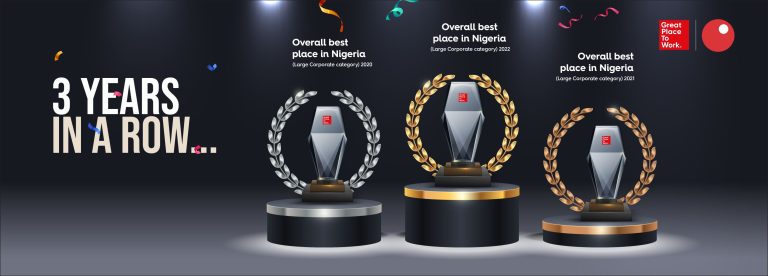 3 YEARS
IN A ROW...
Overall best
place in Nigeria
(Large Corporate category) 2020
Overall best
place in Nigeria
(Large Corporate category) 2022
Overall best
place in Nigeria
(Large Corporate category) 2021
Great
Place
To
Work.